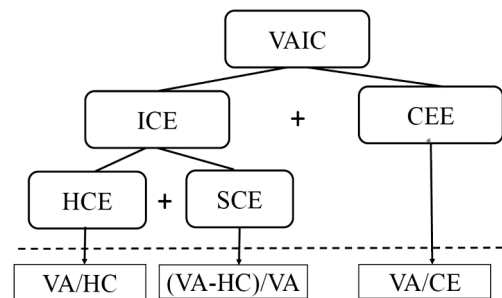 VAIC
ICE + CEE
HCE + SCE
VA/HC (VA-HC)/VA VA/CE